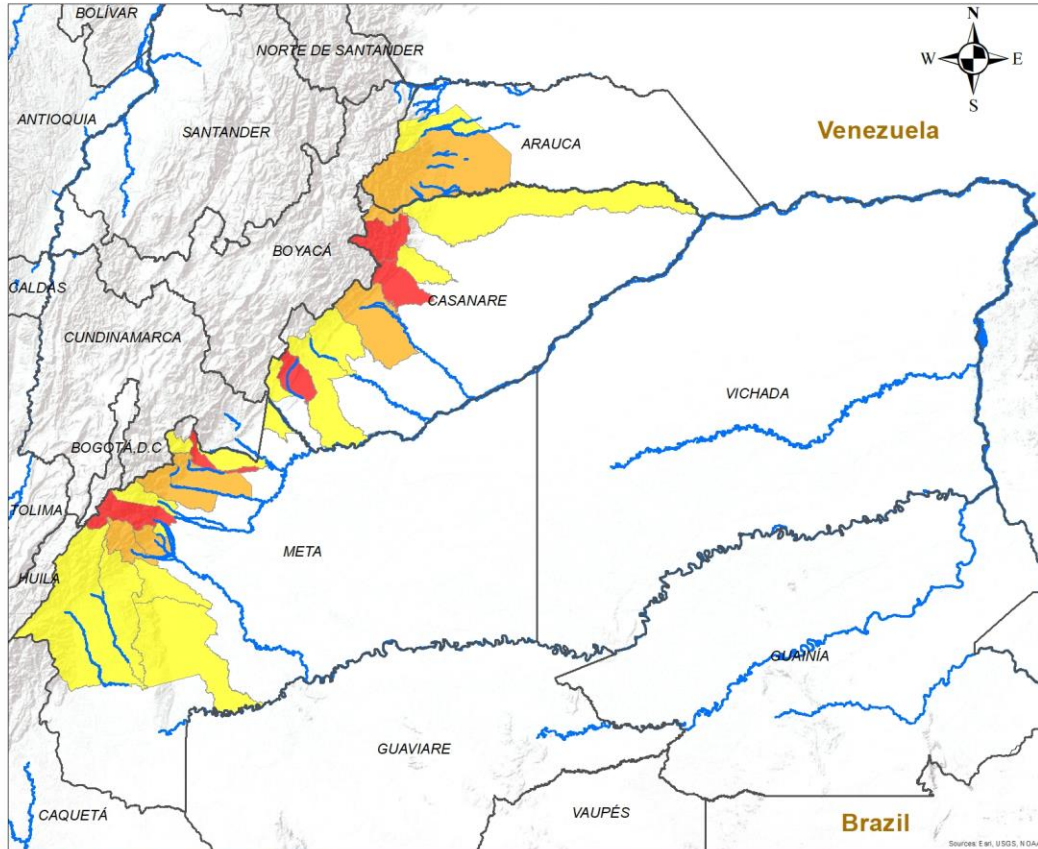 BOLÍVAR
NORTE DE SANTANDER
N
W
E
S
ANTIOQUIA
SANTANDER
ARAUCA
Venezuela
BOYACÁ
CALDAS
CASANARE
CUNDINAMARCA
VICHADA
BOGOTÁ,D.C
TOLIMA
META
HUILA
GUAINÍA
GUAVIARE
CAQUETÁ
VAUPÉS
Brazil
Sources: Esri, USGS, NOAA